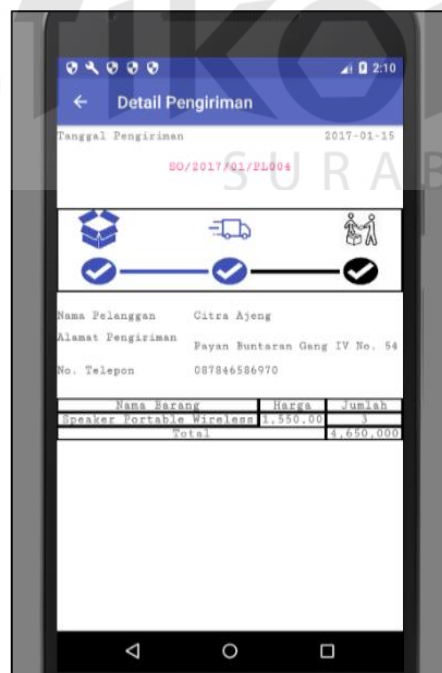 2:10
Detail Pengiriman
Tanggal Pengiriman 2017-01-15
SO/2017/01/PL004
SURAB
Nama Pelanggan Citra Ajeng
Alamat Pengiriman
Payan Buntaran Gang IV No. 54
No. Telepon 087846586970
Nama Barang Harga Jumlah
Speaker Portable Wireless 1,550.00 3
Total 4,650,000